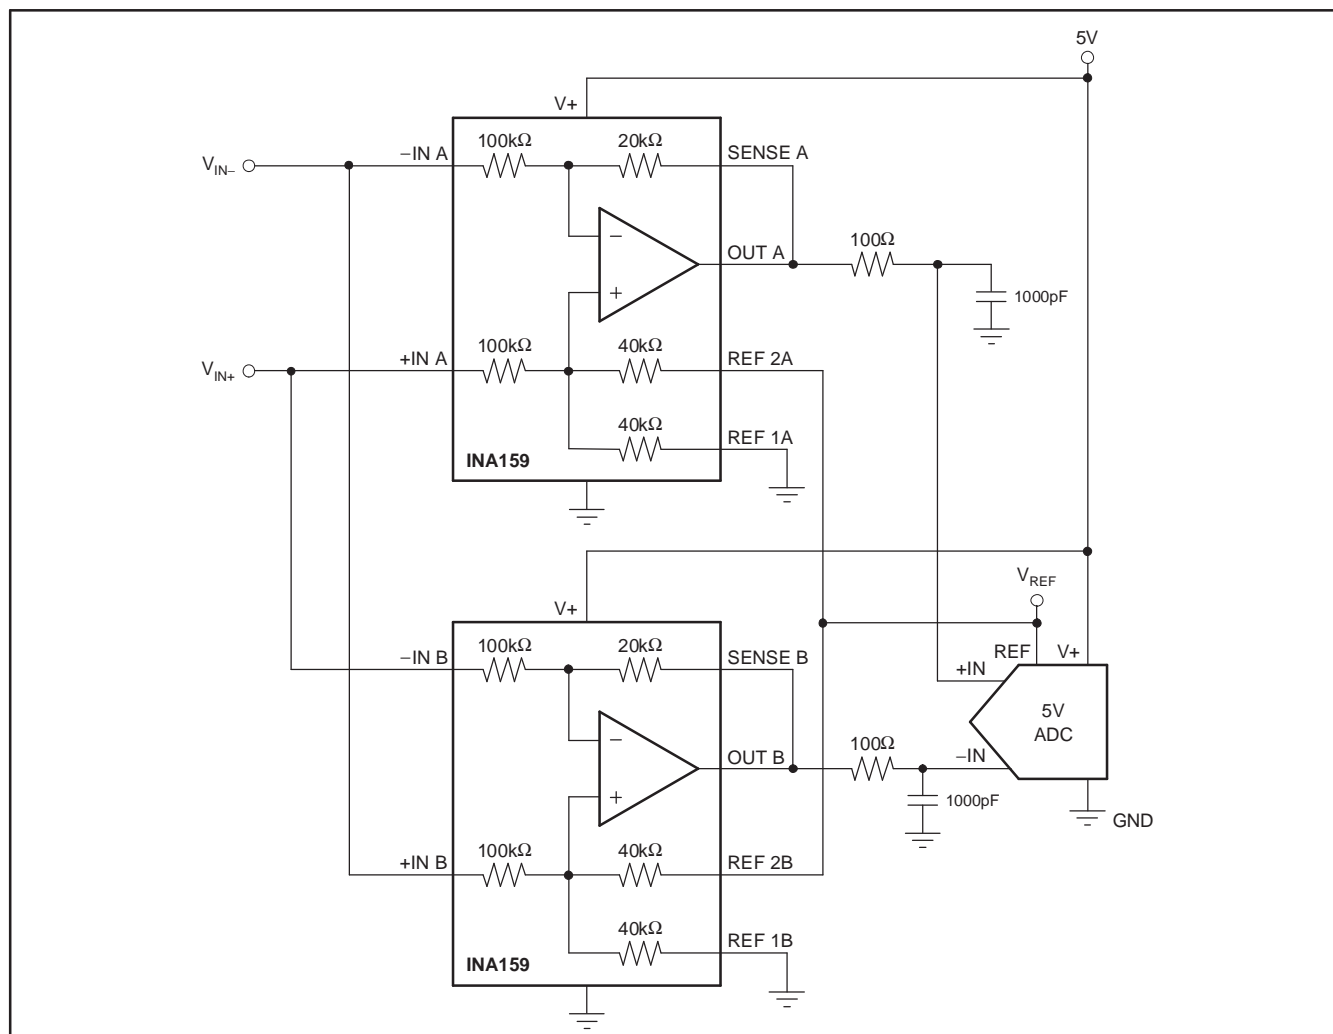 5V
V+
100kΩ
20kΩ
−IN A
SENSE A
V_IN−
−
OUT A
100Ω
+
1000pF
100kΩ
40kΩ
+IN A
REF 2A
V_IN+
40kΩ
REF 1A
INA159
V_REF
V+
100kΩ
20kΩ
−IN B
SENSE B
REF
V+
+IN
5V
ADC
−
OUT B
100Ω
−IN
+
1000pF
GND
100kΩ
40kΩ
+IN B
REF 2B
40kΩ
REF 1B
INA159